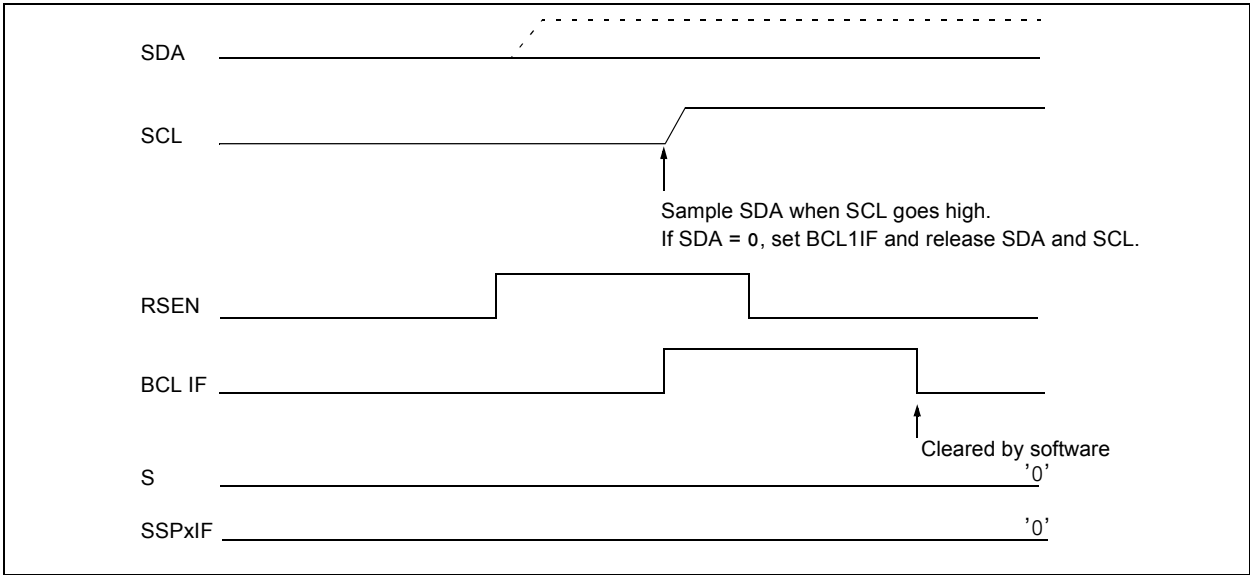 SDA
SCL
Sample SDA when SCL goes high.
If SDA = 0, set BCL1IF and release SDA and SCL.
RSEN
BCL IF
Cleared by software
S
'0'
SSPxIF
'0'